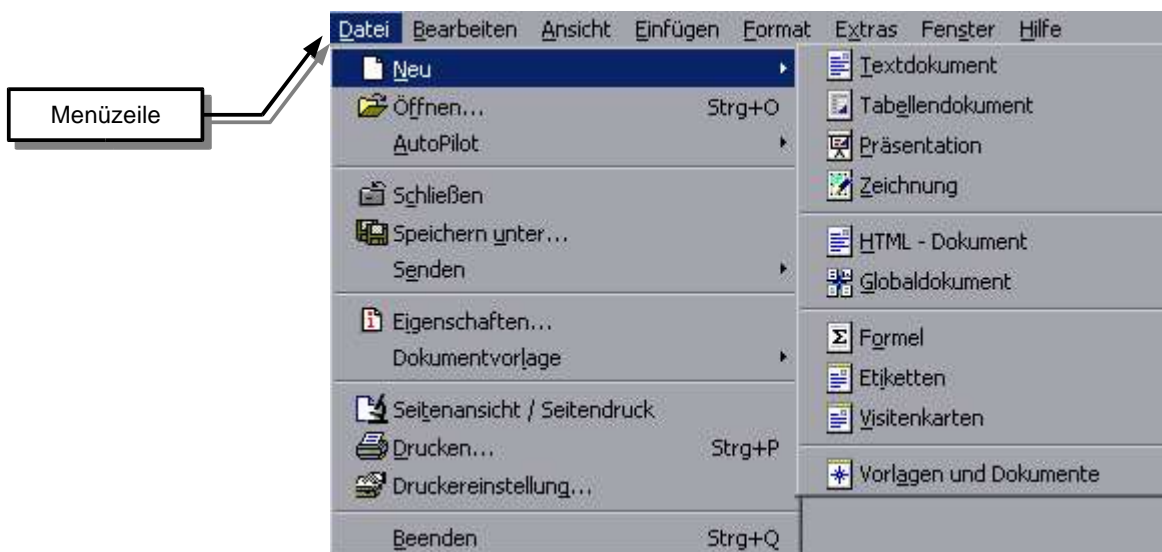 Datei Bearbeiten Ansicht Einfügen Format Extras Fenster Hilfe
Menüzeile
Neu
Öffnen... Strg+O
AutoPilot
Schließen
Speichern unter...
Senden
Eigenschaften...
Dokumentvorlage
Seitenansicht / Seitendruck
Drucken... Strg+P
Druckereinstellung...
Beenden Strg+Q
Textdokument
Tabellendokument
Präsentation
Zeichnung
HTML - Dokument
Globaldokument
Formel
Etiketten
Visitenkarten
Vorlagen und Dokumente